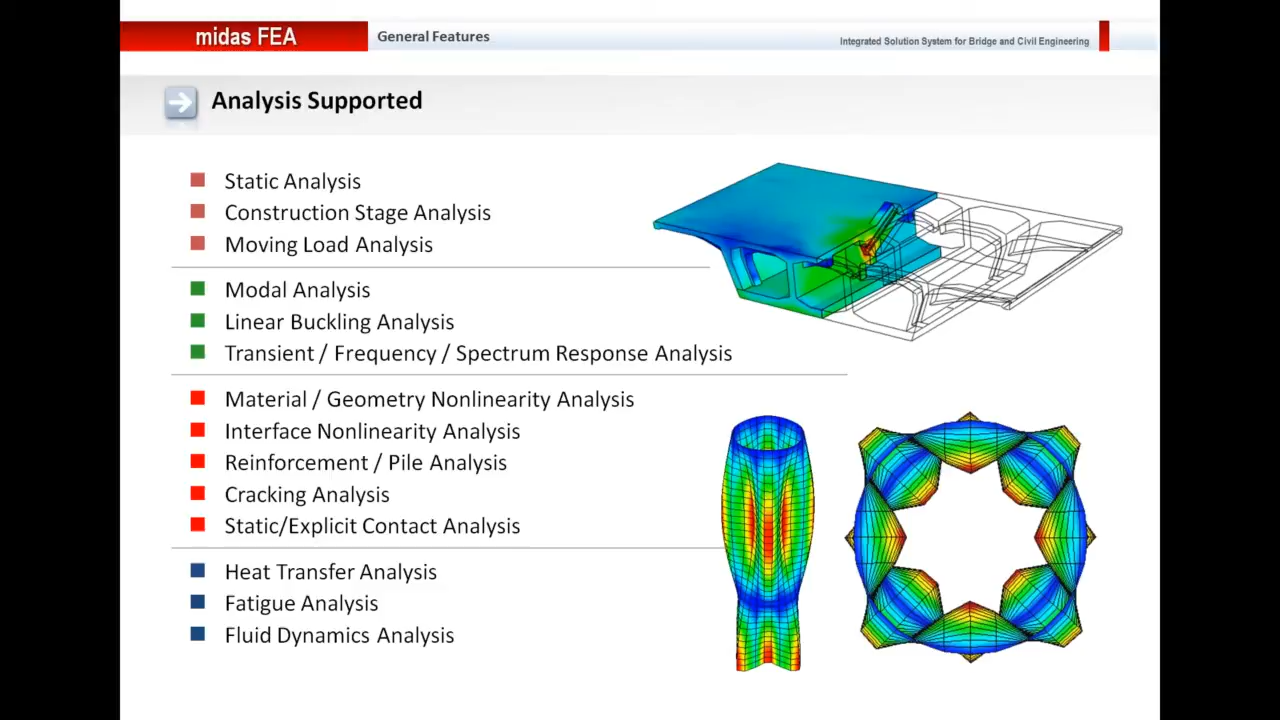 midas FEA
General Features
Integrated Solution System for Bridge and Civil Engineering
Analysis Supported
Static Analysis
Construction Stage Analysis
Moving Load Analysis
Modal Analysis
Linear Buckling Analysis
Transient / Frequency / Spectrum Response Analysis
Material / Geometry Nonlinearity Analysis
Interface Nonlinearity Analysis
Reinforcement / Pile Analysis
Cracking Analysis
Static/Explicit Contact Analysis
Heat Transfer Analysis
Fatigue Analysis
Fluid Dynamics Analysis